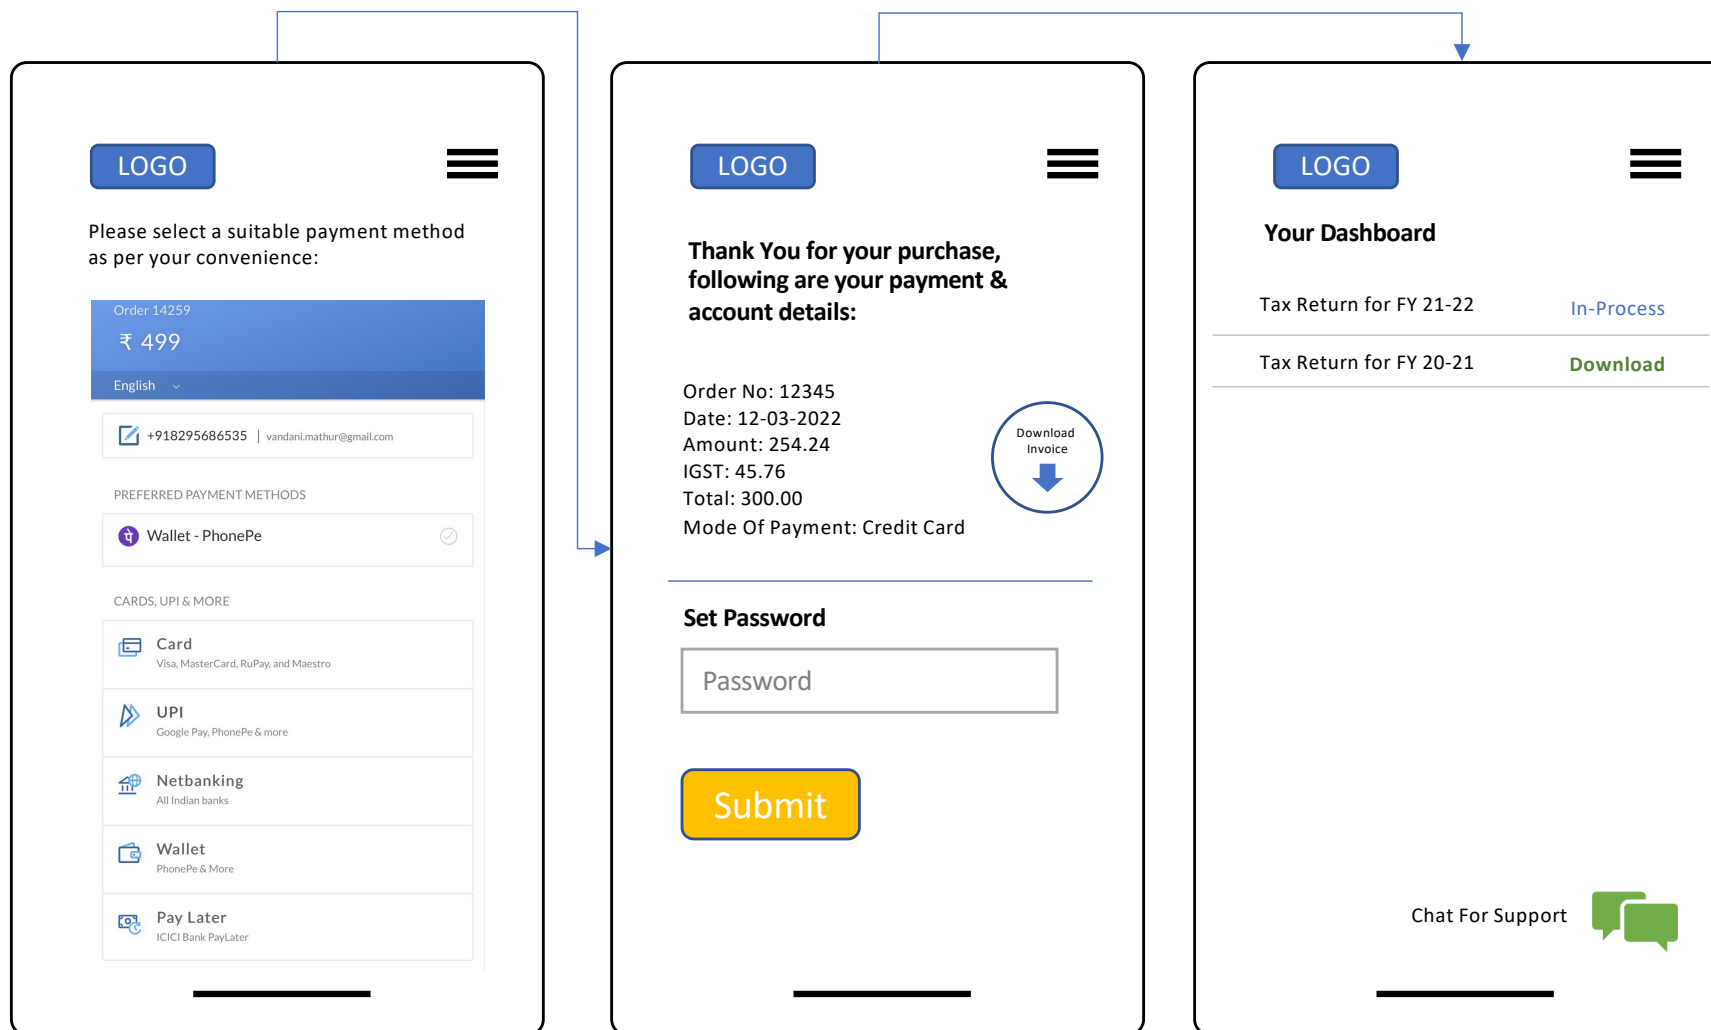 LOGO
Please select a suitable payment method
as per your convenience:
Order 14259
₹ 499
English
+918295686535 | vandani.mathur@gmail.com
PREFERRED PAYMENT METHODS
पे
Wallet - PhonePe
CARDS, UPI & MORE
Card
Visa, MasterCard, RuPay, and Maestro
UPI
Google Pay, PhonePe & more
Netbanking
All Indian banks
Wallet
PhonePe & More
Pay Later
ICICI Bank PayLater
LOGO
Thank You for your purchase,
following are your payment &
account details:
Order No: 12345
Date: 12-03-2022
Amount: 254.24
IGST: 45.76
Total: 300.00
Mode Of Payment: Credit Card
Download
Invoice
Set Password
Password
Submit
LOGO
Your Dashboard
Tax Return for FY 21-22 In-Process
Tax Return for FY 20-21 Download
Chat For Support